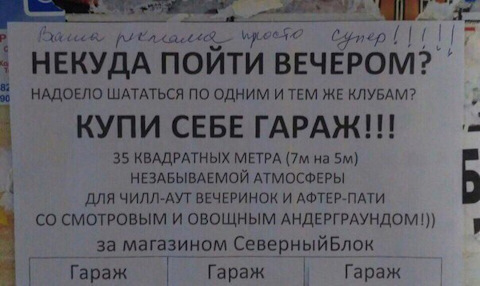 Ваша реклама просто супер!!!!!!
НЕКУДА ПОЙТИ ВЕЧЕРОМ?
НАДОЕЛО ШАТАТЬСЯ ПО ОДНИМ И ТЕМ ЖЕ КЛУБАМ?
КУПИ СЕБЕ ГАРАЖ!!!
35 КВАДРАТНЫХ МЕТРА (7м на 5м)
НЕЗАБЫВАЕМОЙ АТМОСФЕРЫ
ДЛЯ ЧИЛЛ-АУТ ВЕЧЕРИНОК И АФТЕР-ПАТИ
СО СМОТРОВЫМ И ОВОЩНЫМ АНДЕРГРАУНДОМ!))
за магазином СеверныйБлок
Гараж Гараж Гараж